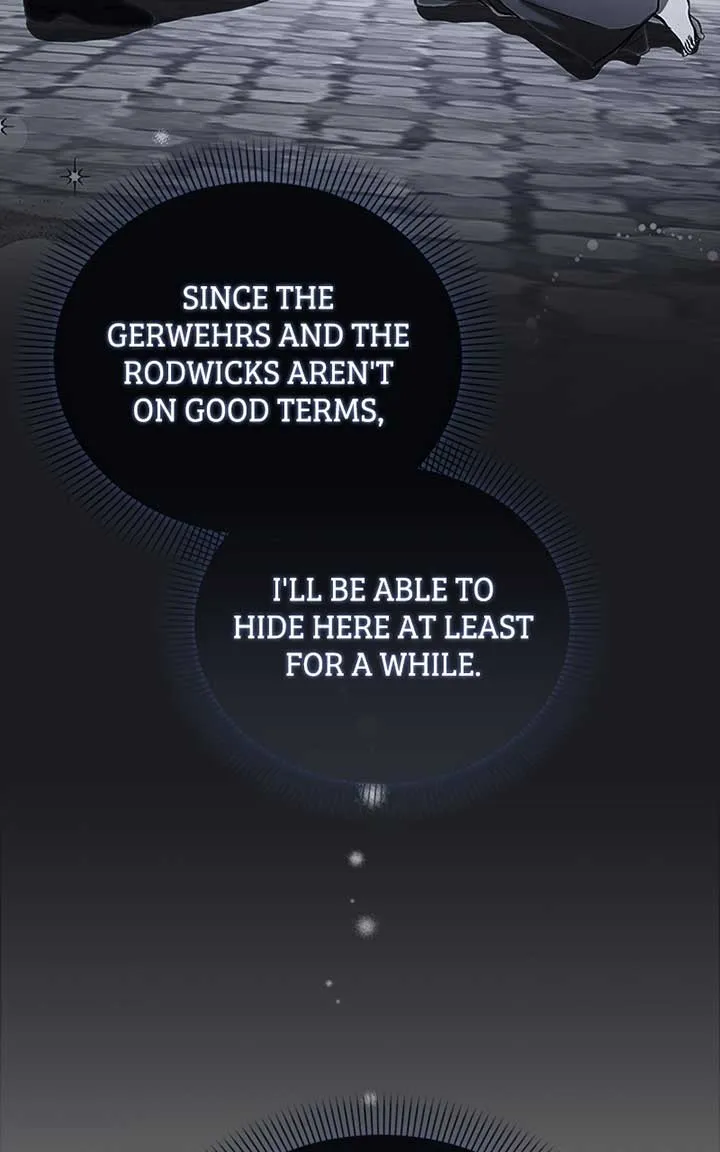 SINCE THE
GERWEHRS AND THE
RODWICKS AREN'T
ON GOOD TERMS,
I'LL BE ABLE TO
HIDE HERE AT LEAST
FOR A WHILE.